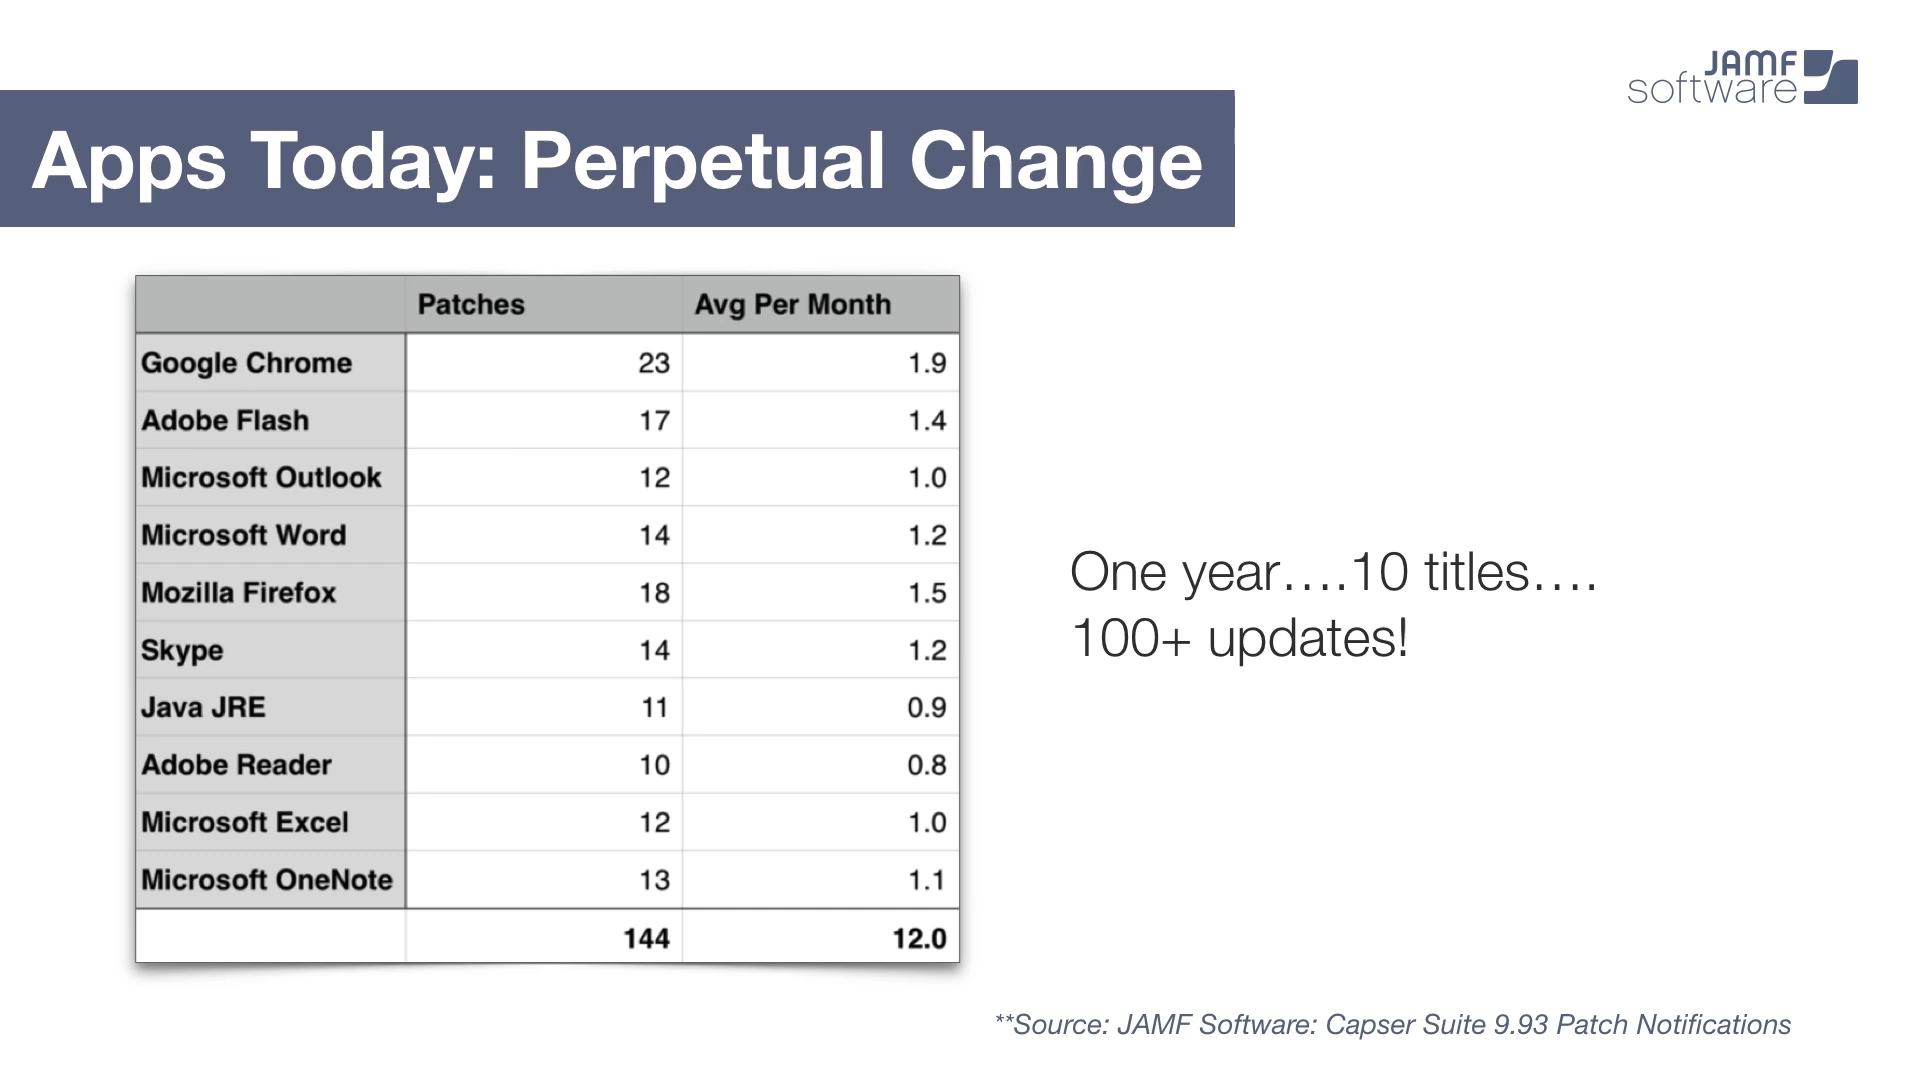 JAMF
software
Apps Today: Perpetual Change
Patches Avg Per Month
Google Chrome 23 1.9
Adobe Flash 17 1.4
Microsoft Outlook 12 1.0
Microsoft Word 14 1.2
Mozilla Firefox 18 1.5
Skype 14 1.2
Java JRE 11 0.9
Adobe Reader 10 0.8
Microsoft Excel 12 1.0
Microsoft OneNote 13 1.1
144 12.0
One year....10 titles....
100+ updates!
**Source: JAMF Software: Capser Suite 9.93 Patch Notifications